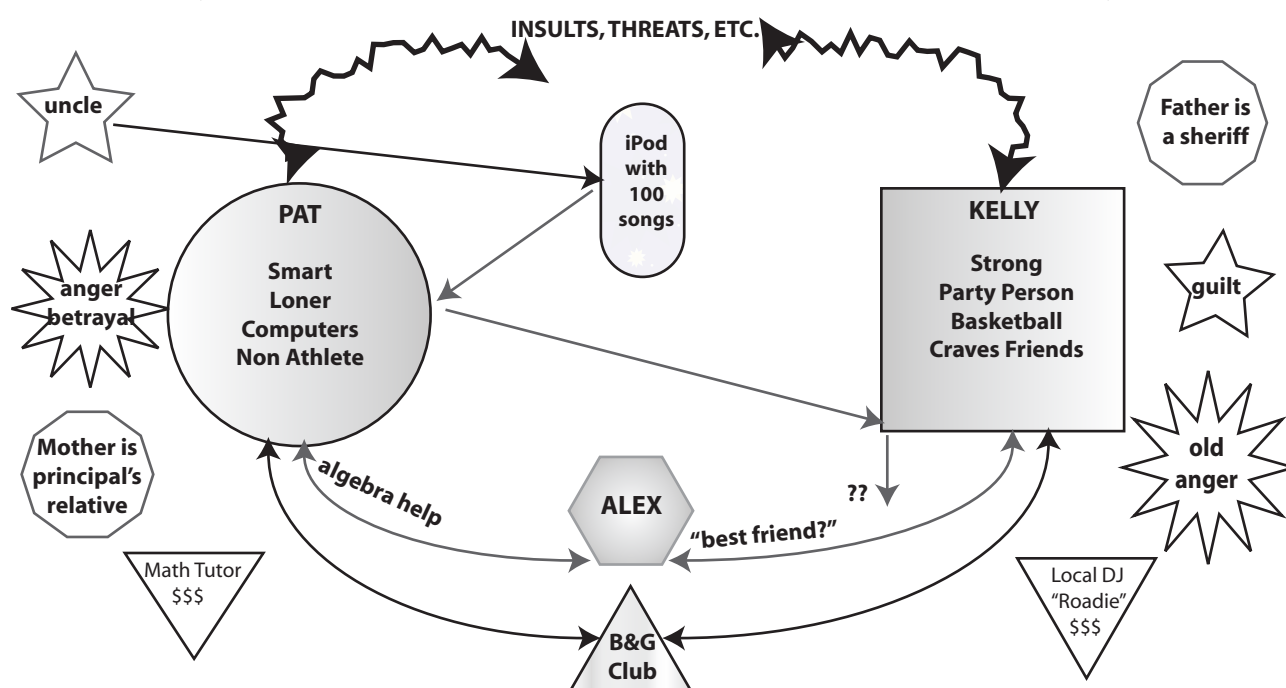 INSULTS, THREATS, ETC.
uncle
iPod
with
100
songs
Father is
a sheriff
PAT
Smart
Loner
Computers
Non Athlete
KELLY
Strong
Party Person
Basketball
Craves Friends
anger
betrayal
guilt
Mother is
principal's
relative
algebra help
ALEX
"best friend?"
??
old
anger
Math Tutor
$$$
Local DJ
"Roadie"
$$$
B&G
Club